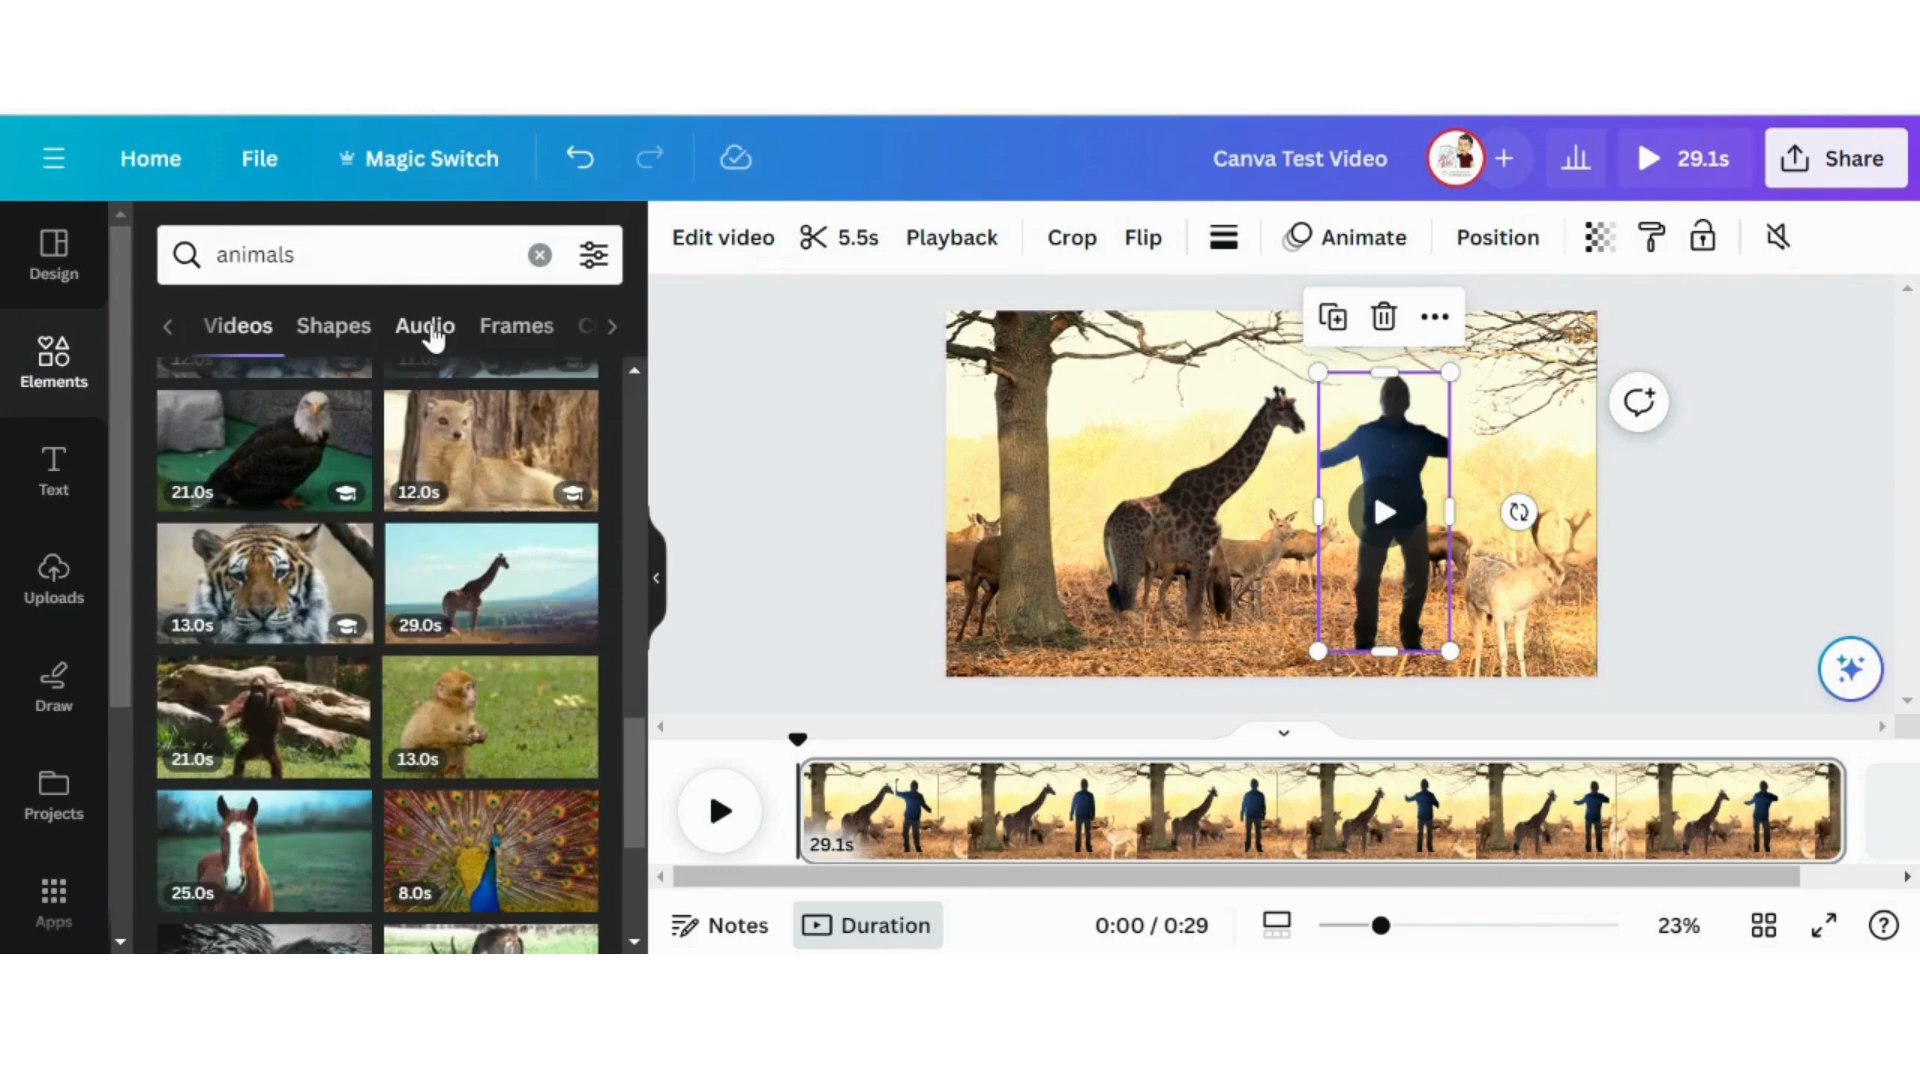 Home File Magic Switch Canva Test Video 29.1s Share
Edit video 5.5s Playback Crop Flip Animate Position
animals
Videos Shapes Audio Frames
Design
Elements
Text
Uploads
Draw
Projects
Apps
21.0s 12.0s
13.0s 29.0s
21.0s 13.0s
25.0s 8.0s
29.1s
Notes Duration 0:00 / 0:29 23%